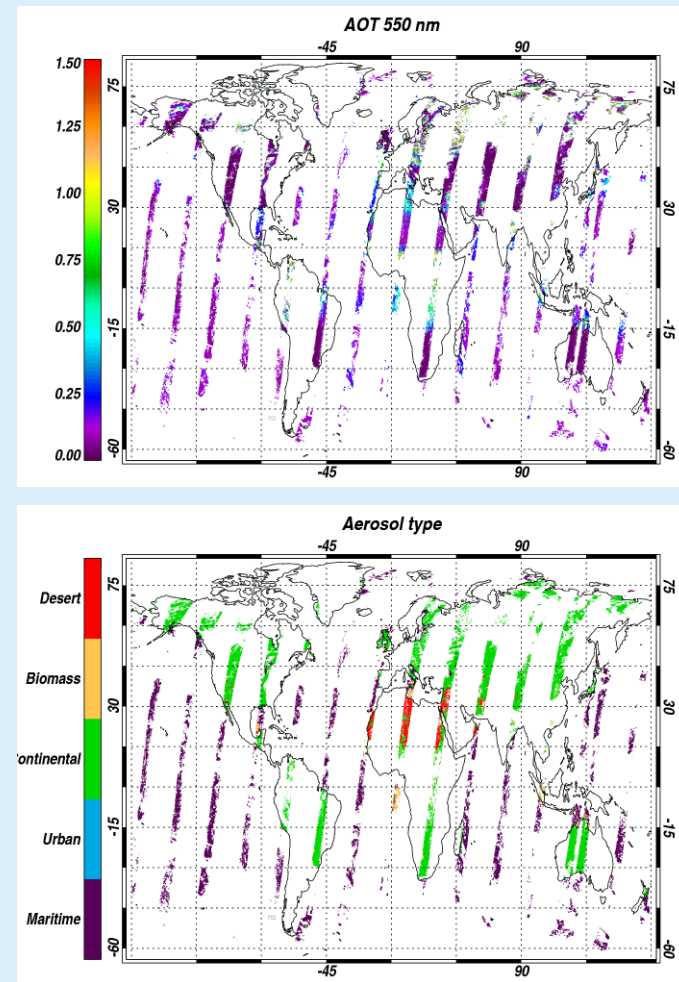 AOT 550 nm
-45 90
1.50
1.25
1.00
0.75
0.50
0.25
0.00
75 75
30 30
-15 -15
-60 -60
-45 90
Aerosol type
-45 90
Desert
Biomass
ontinental
Urban
Maritime
75 75
30 30
-15 -15
-60 -60
-45 90